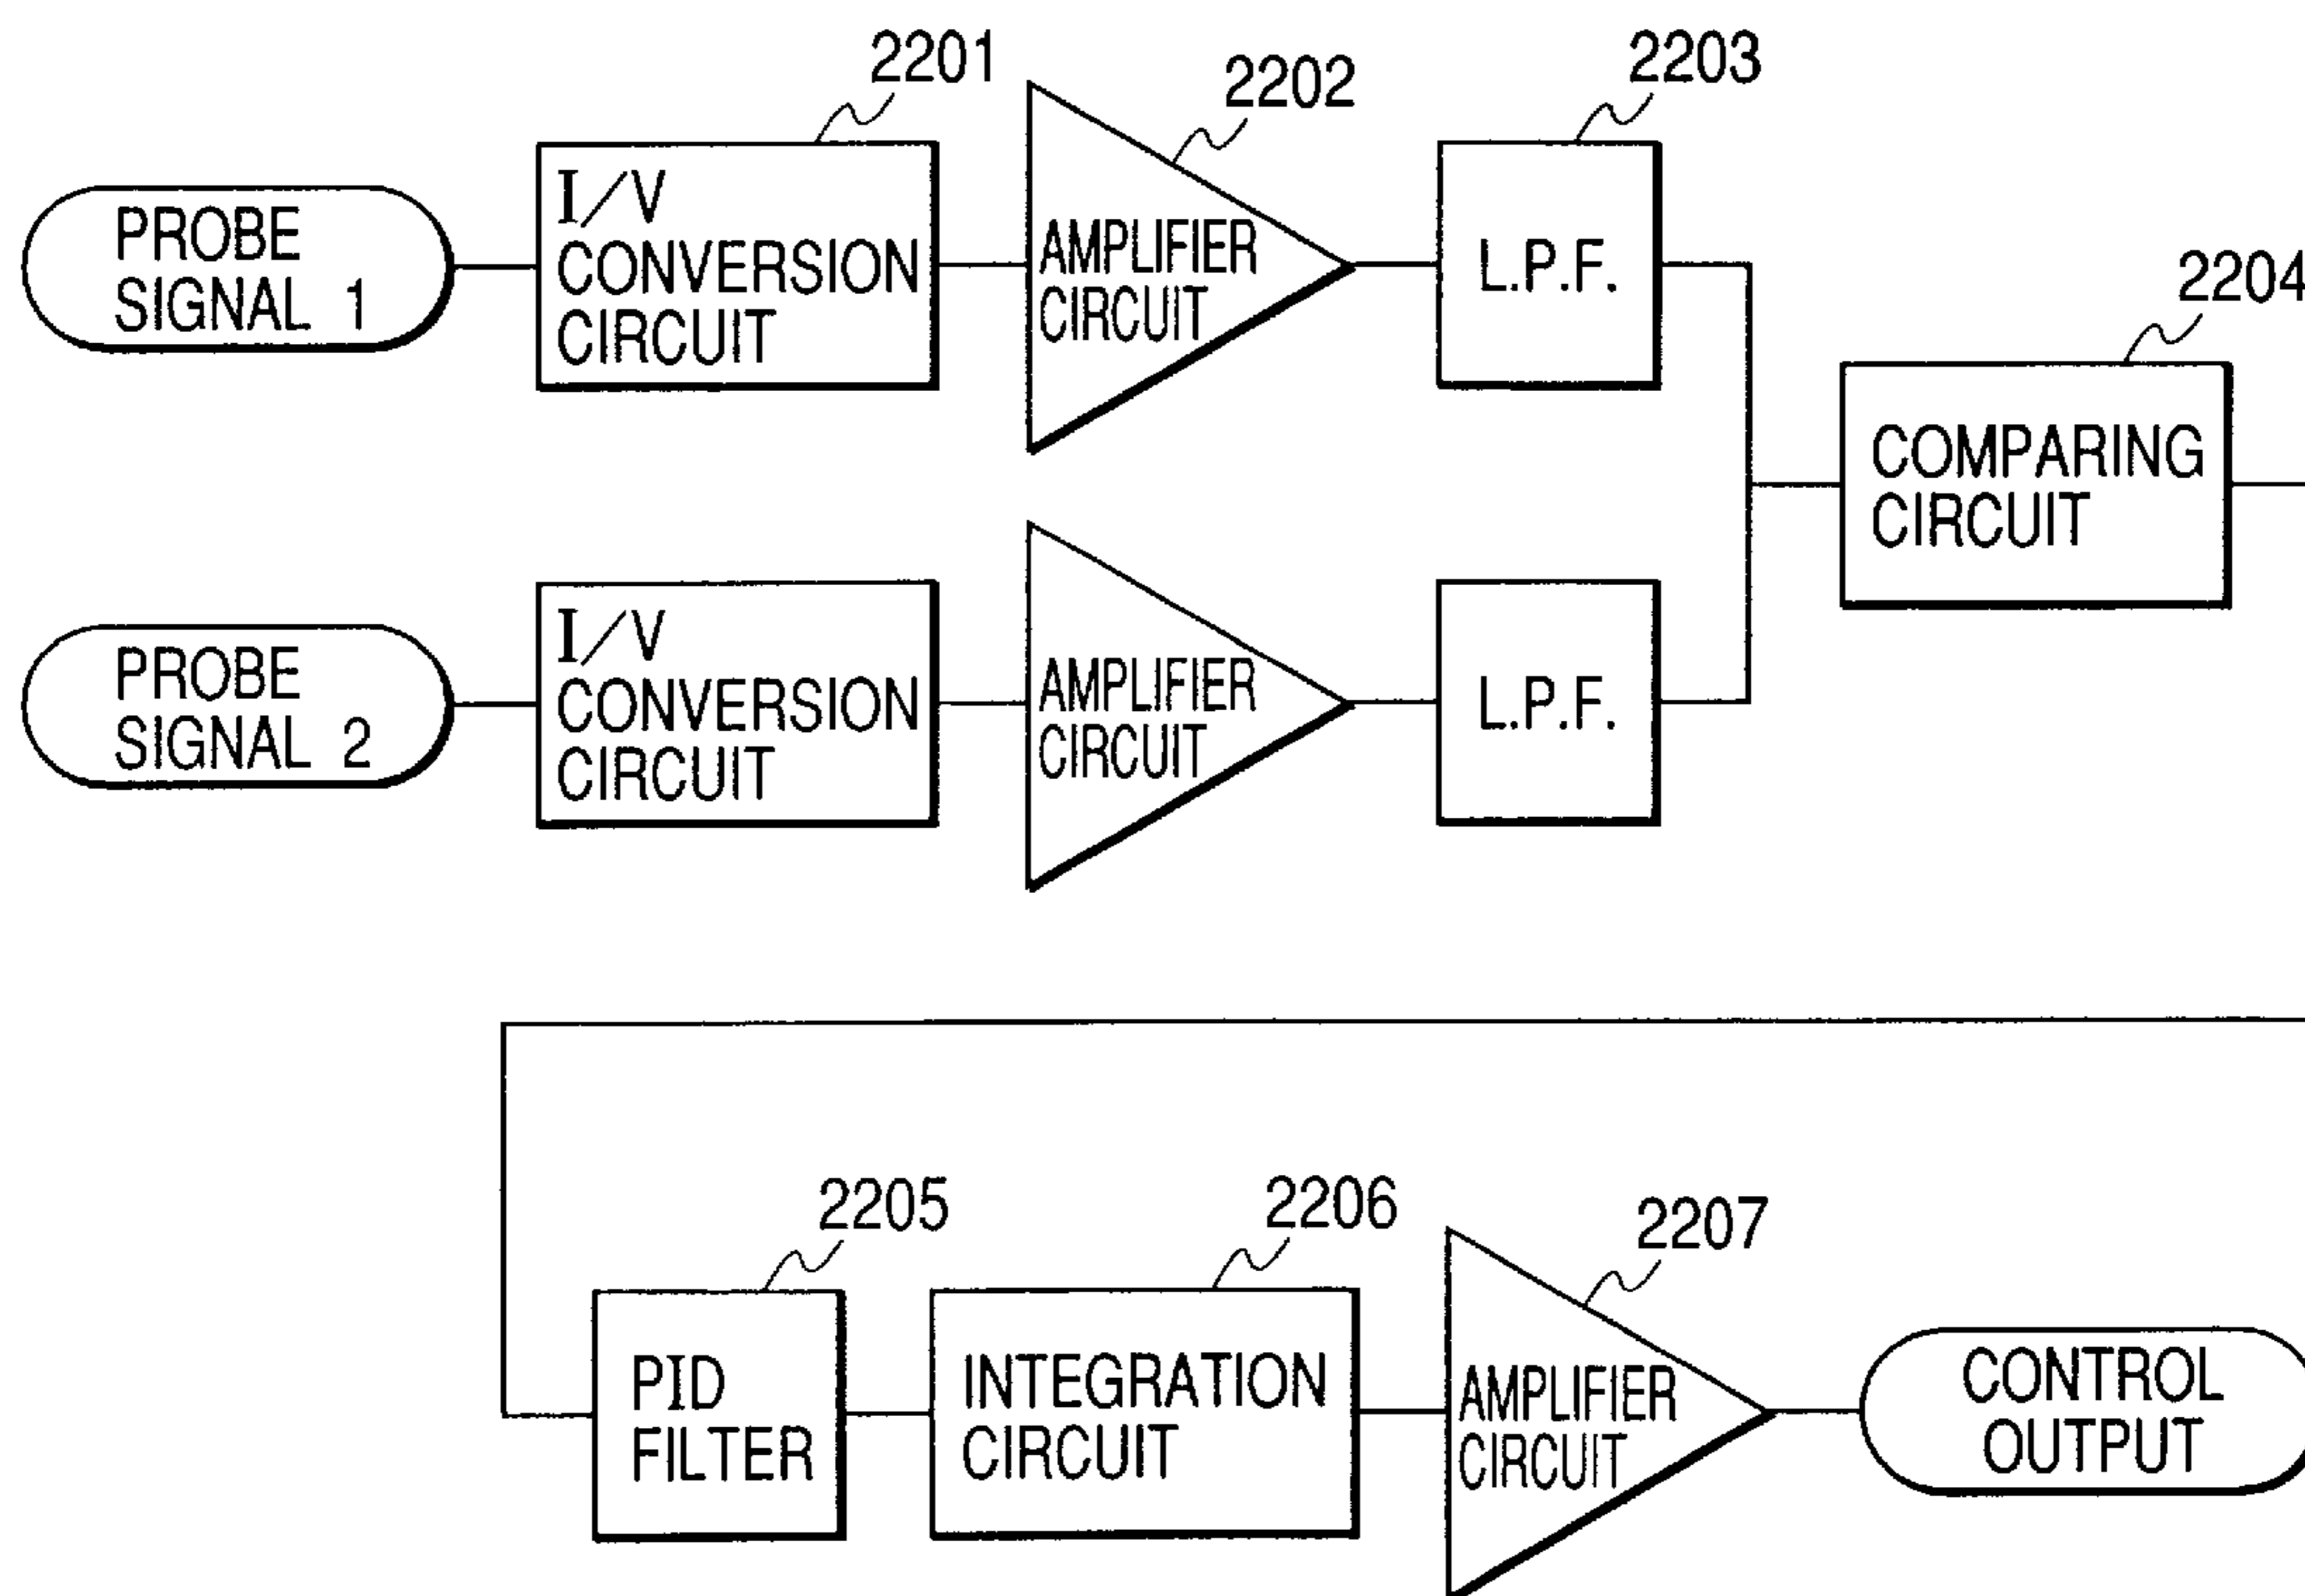 2201
2202
2203
PROBE
SIGNAL 1
I/V
CONVERSION
CIRCUIT
AMPLIFIER
CIRCUIT
L.P.F.
2204
COMPARING
CIRCUIT
PROBE
SIGNAL 2
I/V
CONVERSION
CIRCUIT
AMPLIFIER
CIRCUIT
L.P.F.
2205
2206
2207
PID
FILTER
INTEGRATION
CIRCUIT
AMPLIFIER
CIRCUIT
CONTROL
OUTPUT